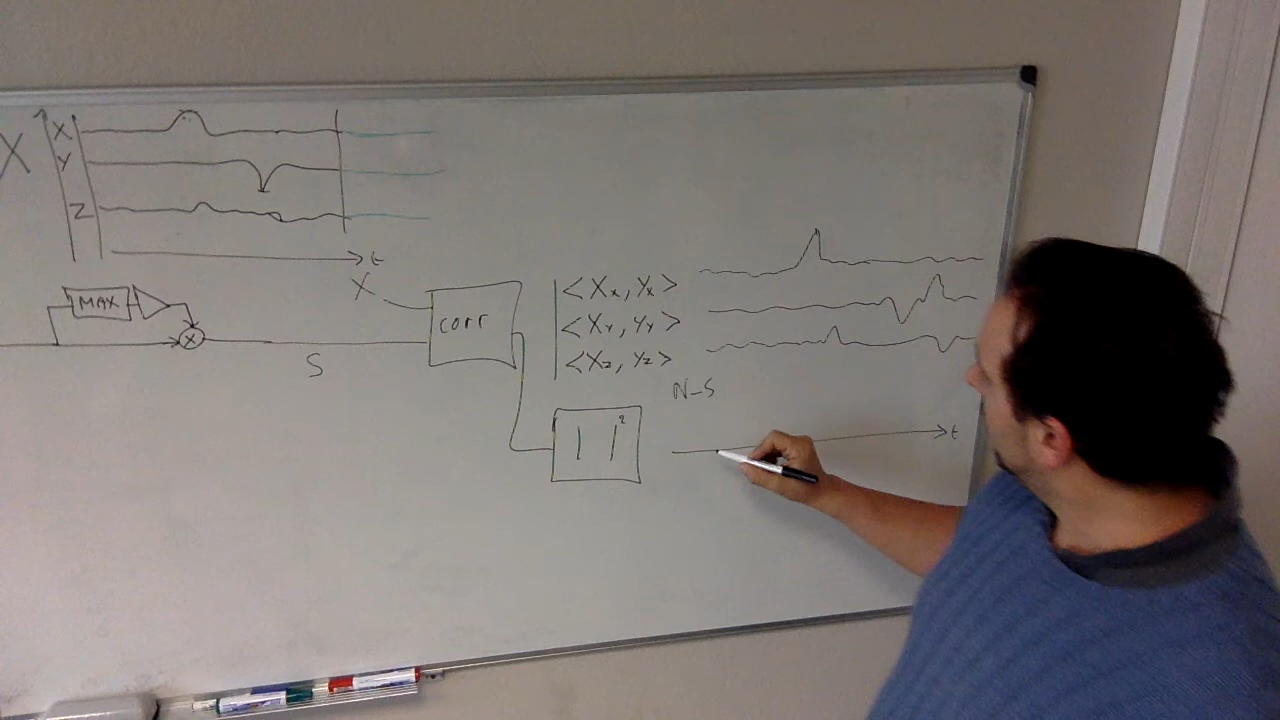 X
X
Y
Z
t
MAX
X
S
X
corr
<Xx, Yx>
<Xy, Yy>
<Xz, Yz>
N-S
| |²
t